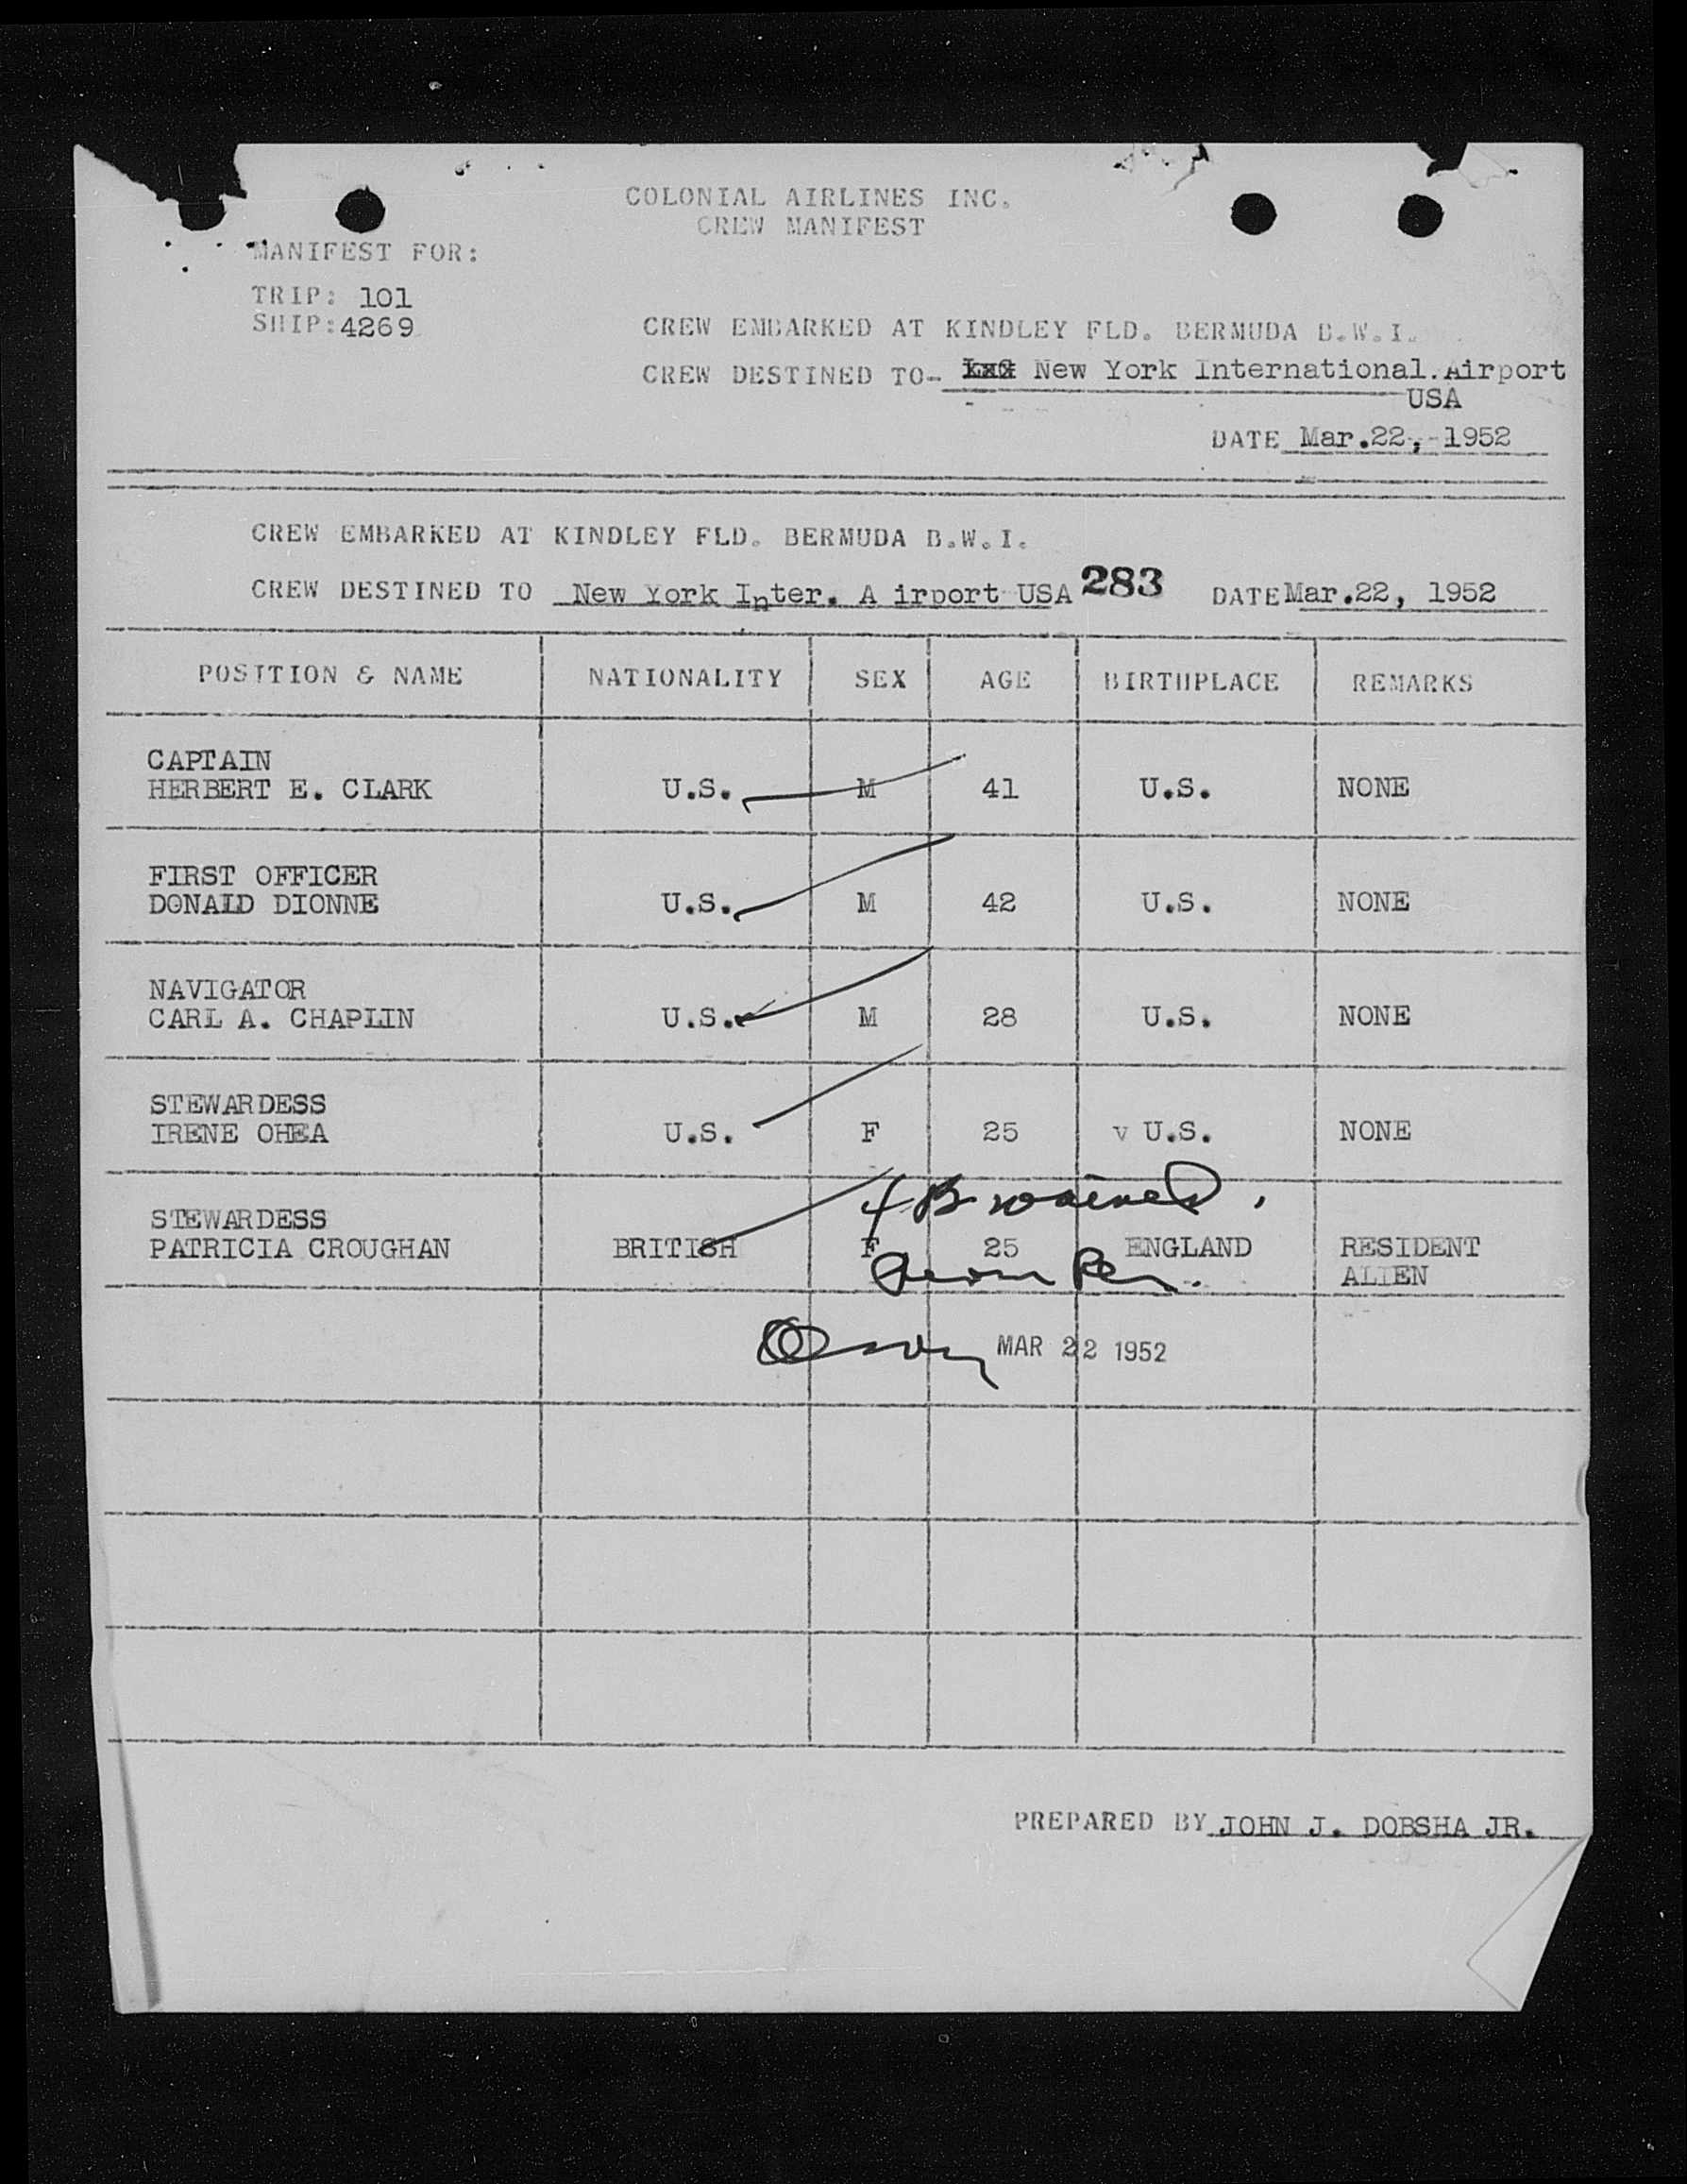 COLONIAL AIRLINES INC.
CREW MANIFEST
MANIFEST FOR:
TRIP: 101
SHIP:4269
CREW EMBARKED AT KINDLEY FLD. BERMUDA B.W.I.
CREW DESTINED TO- New York International.Airport
USA
DATE Mar.22,-1952
CREW EMBARKED AT KINDLEY FLD. BERMUDA B.W.I.
CREW DESTINED TO New York Inter. A irport USA 283 DATE Mar.22, 1952
POSITION & NAME NATIONALITY SEX AGE BIRTHPLACE REMARKS
CAPTAIN
HERBERT E. CLARK U.S. M 41 U.S. NONE
FIRST OFFICER
DONALD DIONNE U.S. M 42 U.S. NONE
NAVIGATOR
CARL A. CHAPLIN U.S. M 28 U.S. NONE
STEWARDESS
IRENE OHEA U.S. F 25 v U.S. NONE
waived.
STEWARDESS
PATRICIA CROUGHAN BRITISH F 25 ENGLAND RESIDENT
ALIEN
MAR 22 1952
PREPARED BY JOHN J. DOBSHA JR.